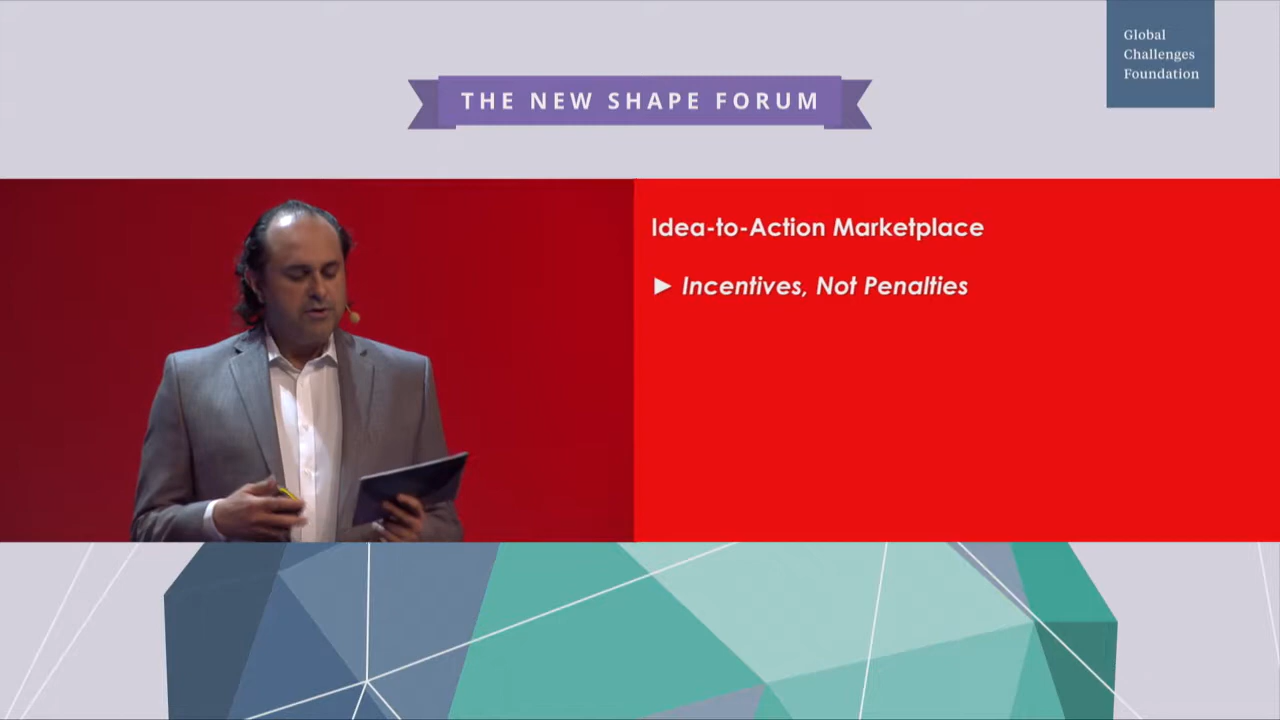 Global
Challenges
Foundation
THE NEW SHAPE FORUM
Idea-to-Action Marketplace
► Incentives, Not Penalties